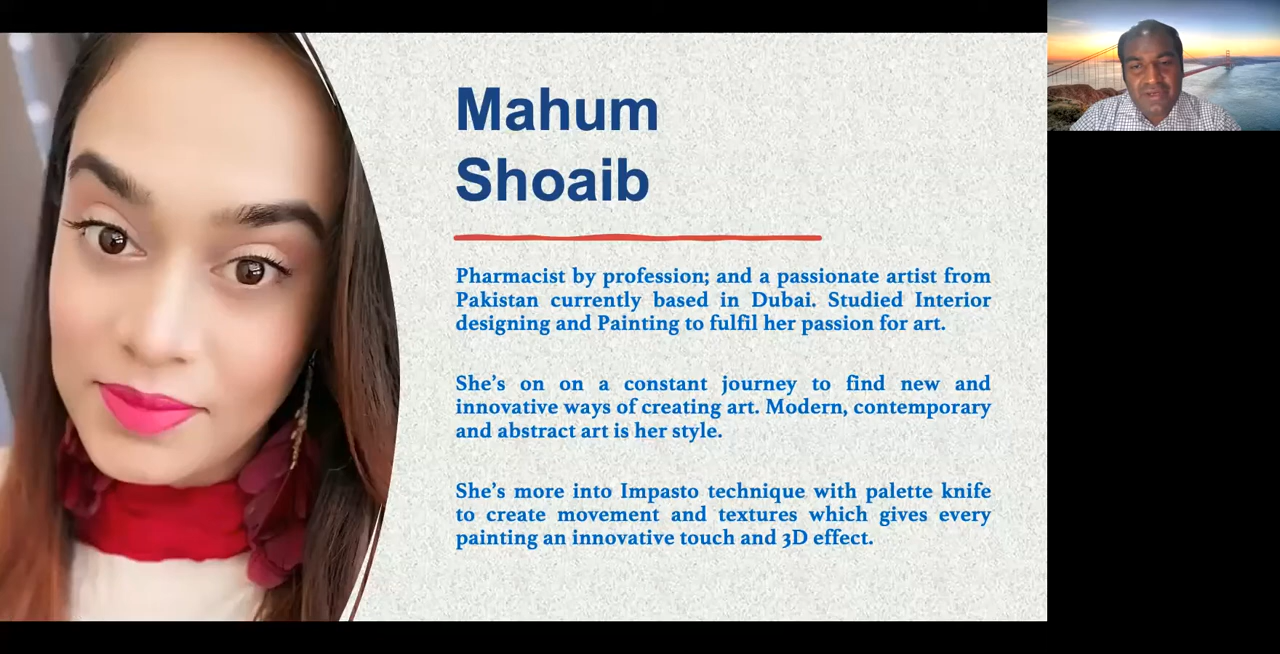 Mahum
Shoaib
Pharmacist by profession; and a passionate artist from
Pakistan currently based in Dubai. Studied Interior
designing and Painting to fulfil her passion for art.
She's on on a constant journey to find new and
innovative ways of creating art. Modern, contemporary
and abstract art is her style.
She's more into Impasto technique with palette knife
to create movement and textures which gives every
painting an innovative touch and 3D effect.